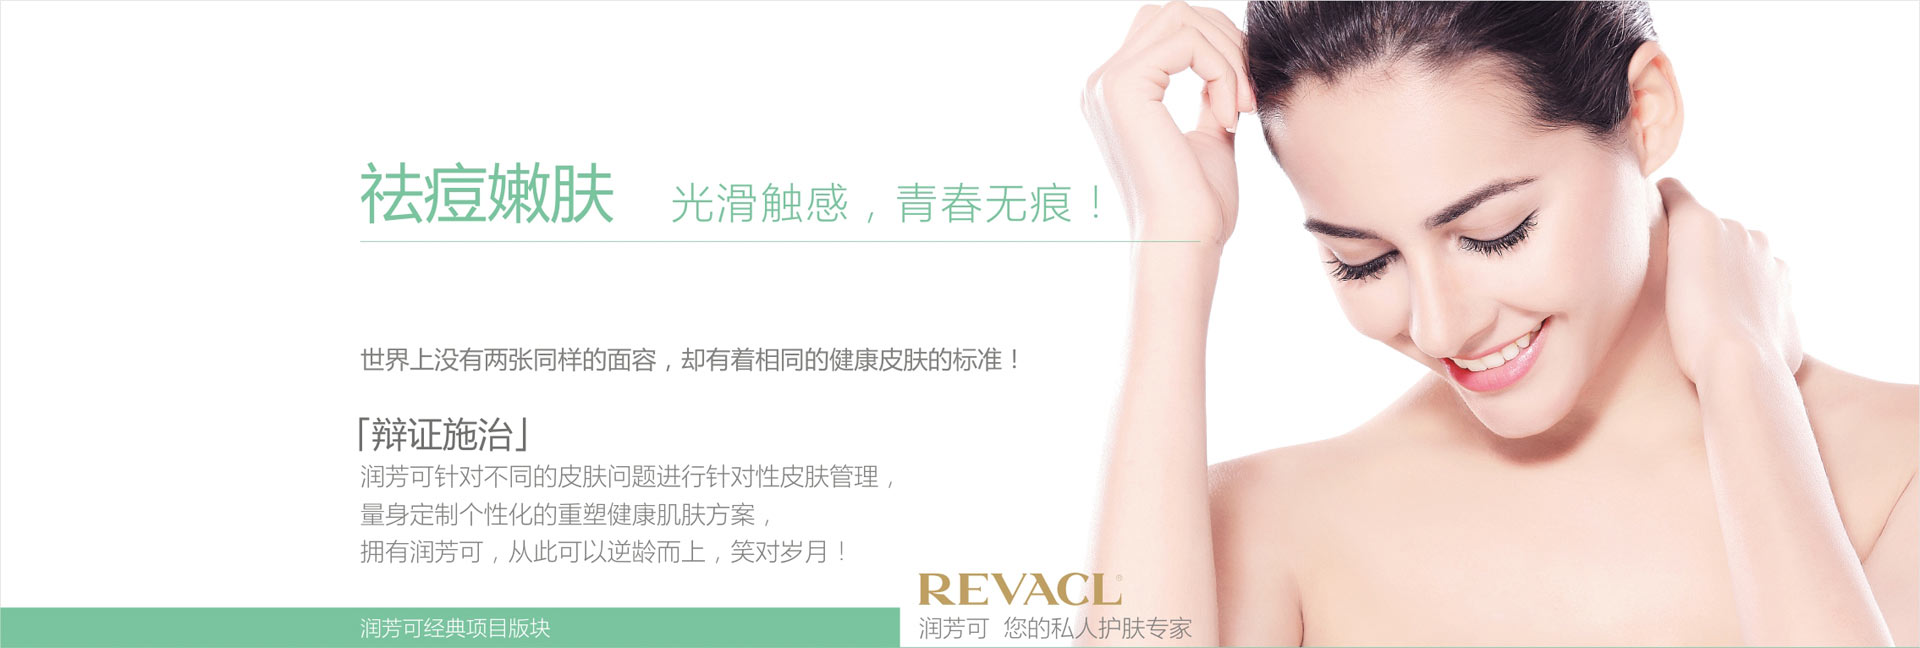 祛痘嫩肤 光滑触感，青春无痕！
世界上没有两张同样的面容，却有着相同的健康皮肤的标准！
「辩证施治」
润芳可针对不同的皮肤问题进行针对性皮肤管理，
量身定制个性化的重塑健康肌肤方案，
拥有润芳可，从此可以逆龄而上，笑对岁月！
REVACL®
润芳可经典项目版块
润芳可 您的私人护肤专家